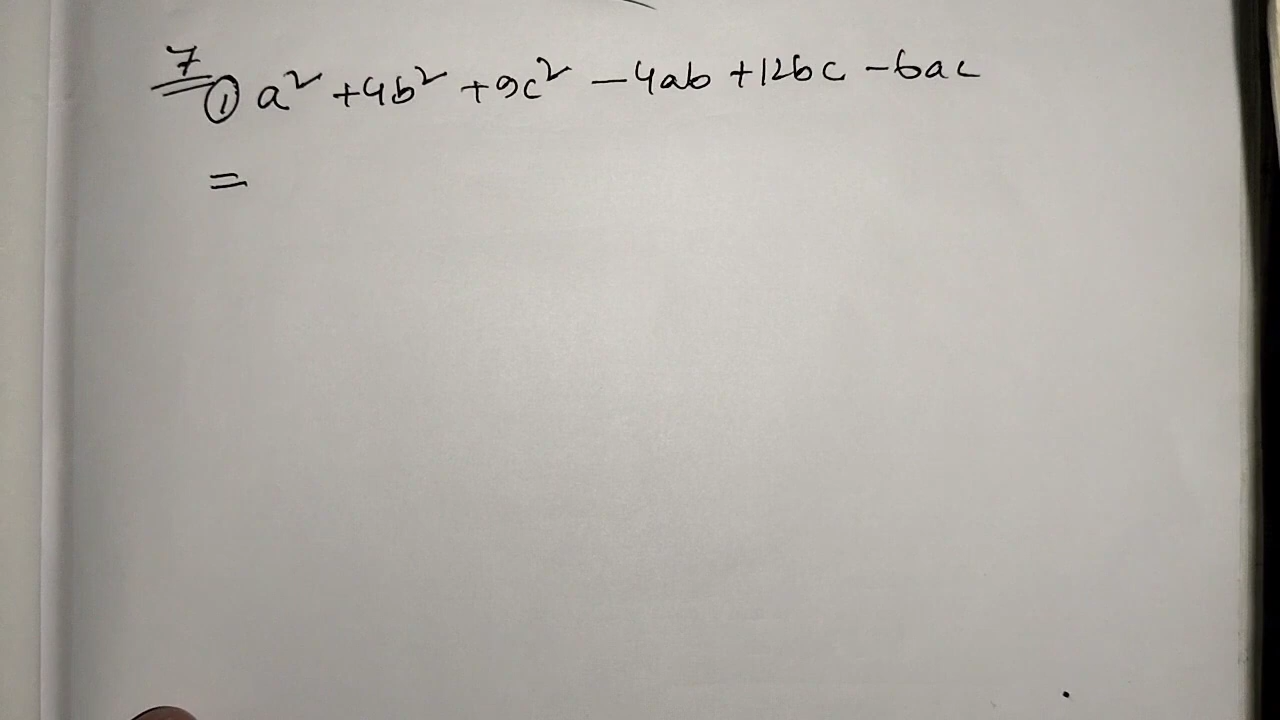 7
① a² + 4b² + 9c² - 4ab + 12bc - 6ac
=